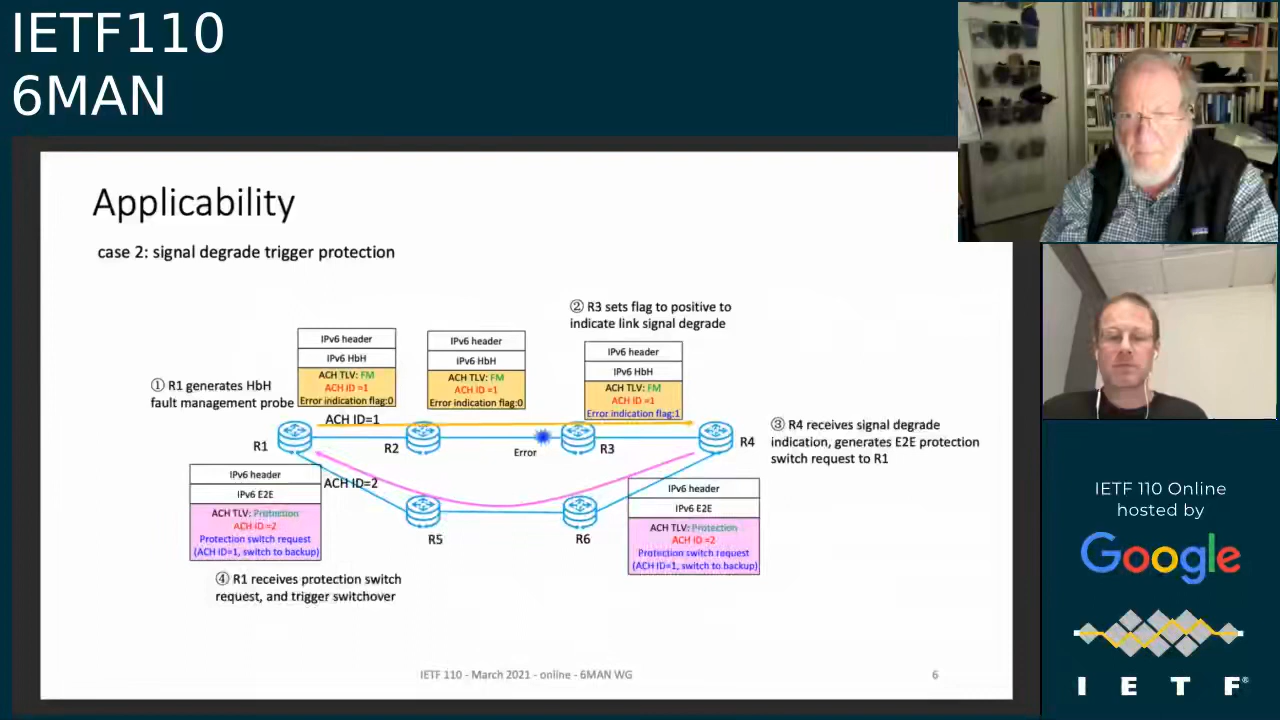 IETF110
6MAN
Applicability
case 2: signal degrade trigger protection
② R3 sets flag to positive to
indicate link signal degrade
IPv6 header
IPv6 HbH
ACH TLV: FM
ACH ID =1
Error indication flag:0
IPv6 header
IPv6 HbH
ACH TLV: FM
ACH ID =1
Error indication flag:0
IPv6 header
IPv6 HbH
ACH TLV: FM
ACH ID =1
Error indication flag:1
① R1 generates HbH
fault management probe
ACH ID=1
R1
R2
Error
R3
R4
③ R4 receives signal degrade
indication, generates E2E protection
switch request to R1
IPv6 header
IPv6 E2E
ACH TLV: Protection
ACH ID =2
Protection switch request
(ACH ID=1, switch to backup)
ACH ID=2
R5
R6
IPv6 header
IPv6 E2E
ACH TLV: Protection
ACH ID =2
Protection switch request
(ACH ID=1, switch to backup)
④ R1 receives protection switch
request, and trigger switchover
IETF 110 - March 2021 - online - 6MAN WG
6
IETF 110 Online
hosted by
Google
I E T F®